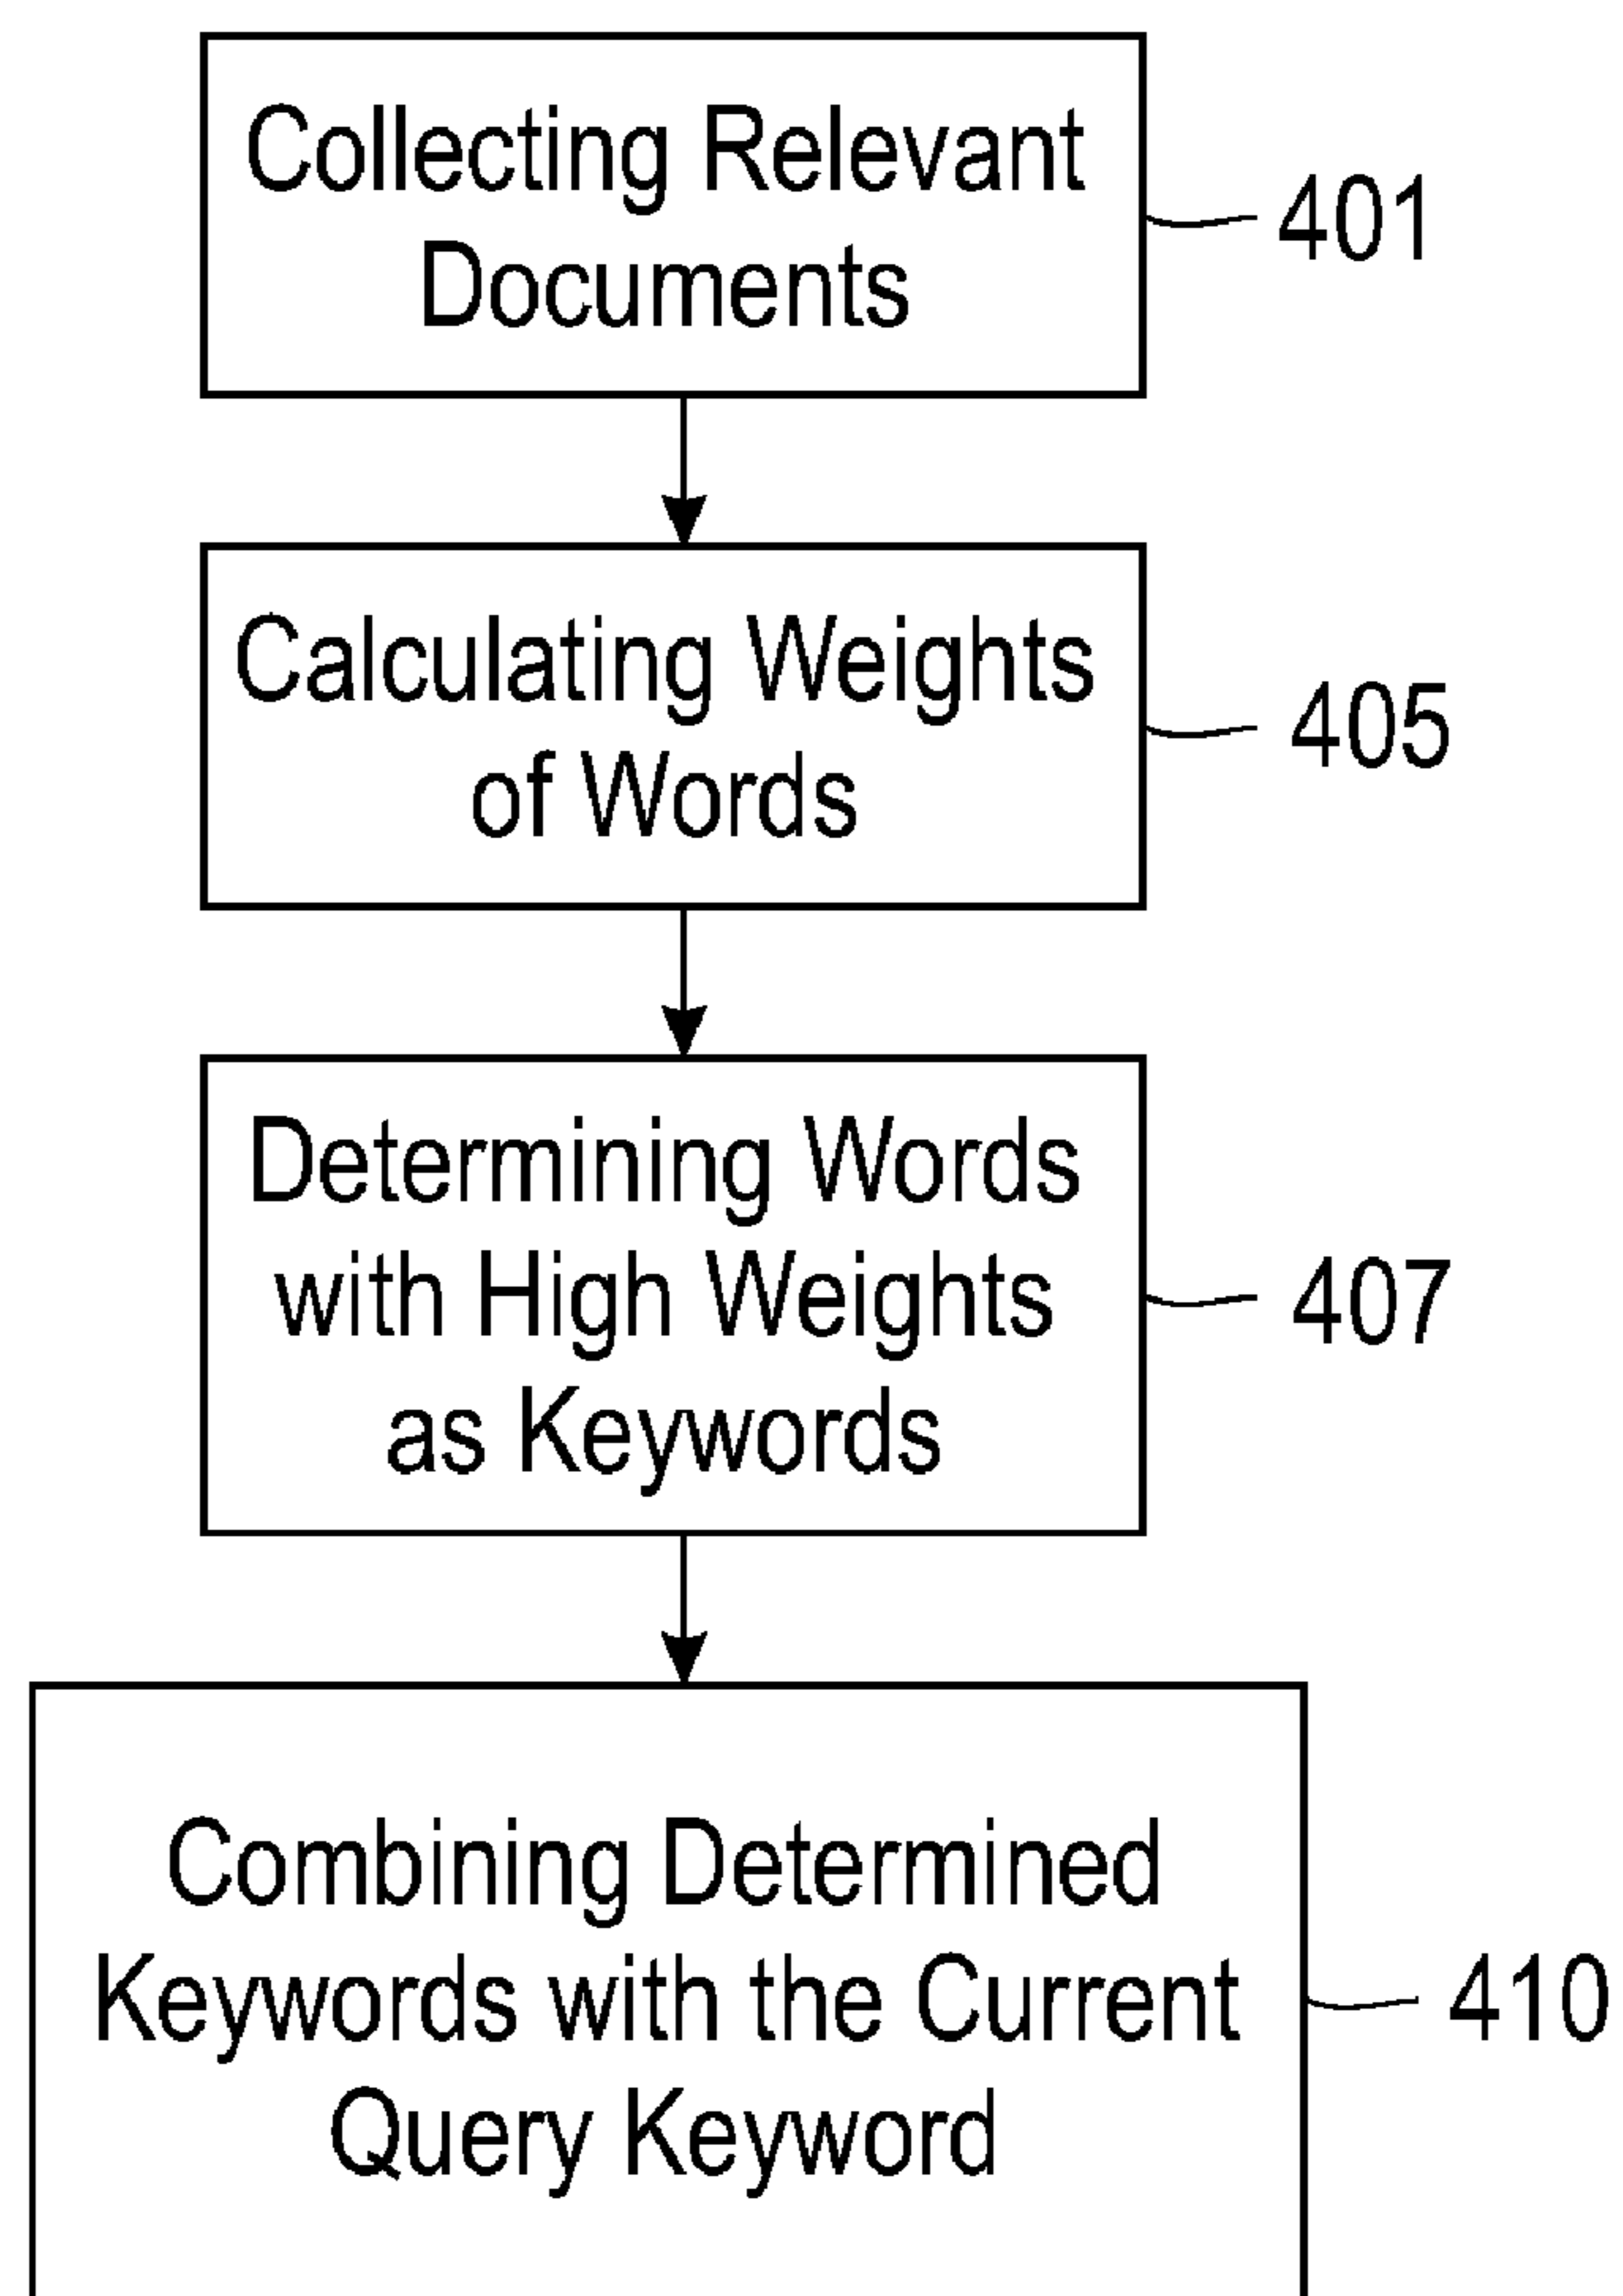 Collecting Relevant
Documents
401
Calculating Weights
of Words
405
Determining Words
with High Weights
as Keywords
407
Combining Determined
Keywords with the Current
Query Keyword
410